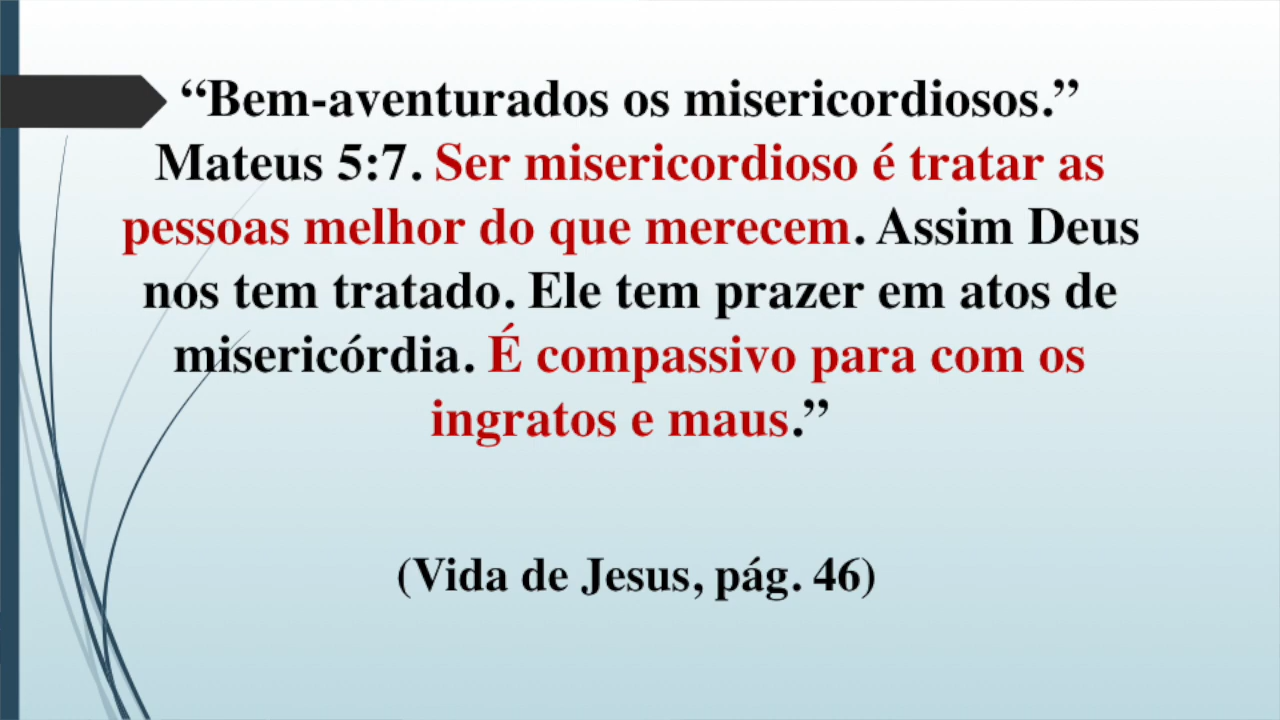 “Bem-aventurados os misericordiosos.”
Mateus 5:7. Ser misericordioso é tratar as
pessoas melhor do que merecem. Assim Deus
nos tem tratado. Ele tem prazer em atos de
misericórdia. É compassivo para com os
ingratos e maus.”
(Vida de Jesus, pág. 46)